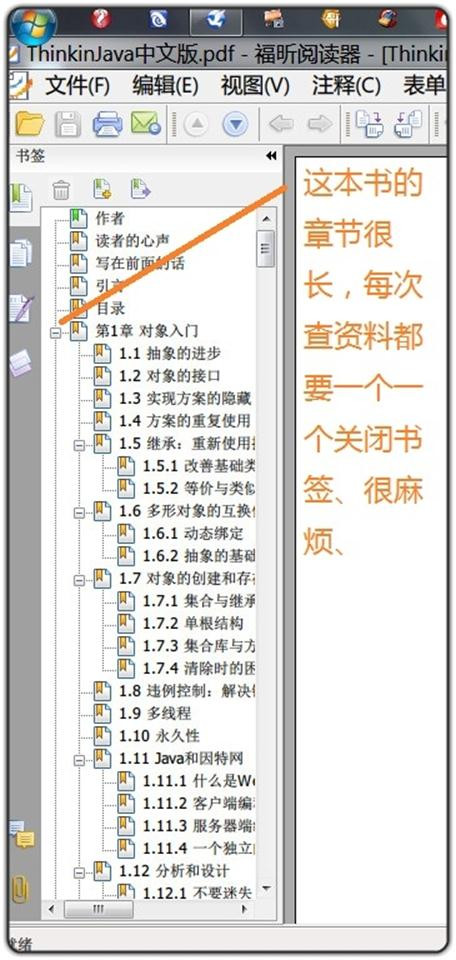 ThinkinJava中文版.pdf - 福昕阅读器 - [Thinkin
文件(F) 编辑(E) 视图(V) 注释(C) 表单
书签
作者
读者的心声
写在前面的话
引言
目录
第1章 对象入门
1.1 抽象的进步
1.2 对象的接口
1.3 实现方案的隐藏
1.4 方案的重复使用
1.5 继承：重新使用
1.5.1 改善基础类
1.5.2 等价与类似
1.6 多形对象的互换
1.6.1 动态绑定
1.6.2 抽象的基础
1.7 对象的创建和存
1.7.1 集合与继承
1.7.2 单根结构
1.7.3 集合库与方
1.7.4 清除时的困
1.8 违例控制：解决
1.9 多线程
1.10 永久性
1.11 Java和因特网
1.11.1 什么是We
1.11.2 客户端编
1.11.3 服务器端
1.11.4 一个独立
1.12 分析和设计
1.12.1 不要迷失
就绪
这本书的
章节很
长，每次
查资料都
要一个一
个关闭书
签、很麻
烦、